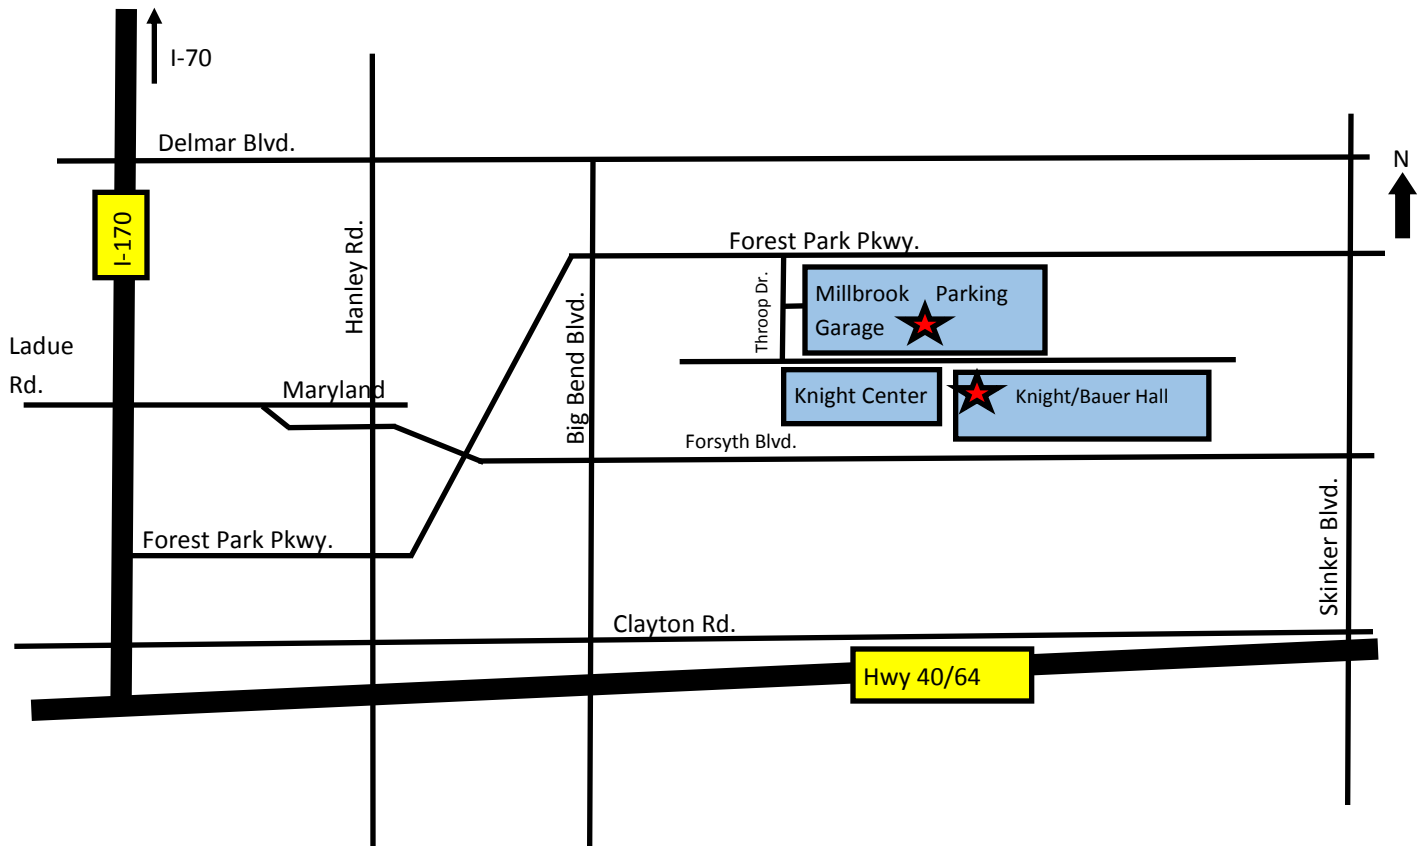 I-70
Delmar Blvd.
N
I-170
Hanley Rd.
Forest Park Pkwy.
Throop Dr.
Millbrook Parking
Garage
Big Bend Blvd.
Ladue
Rd.
Maryland
Knight Center
Knight/Bauer Hall
Forsyth Blvd.
Skinker Blvd.
Forest Park Pkwy.
Clayton Rd.
Hwy 40/64